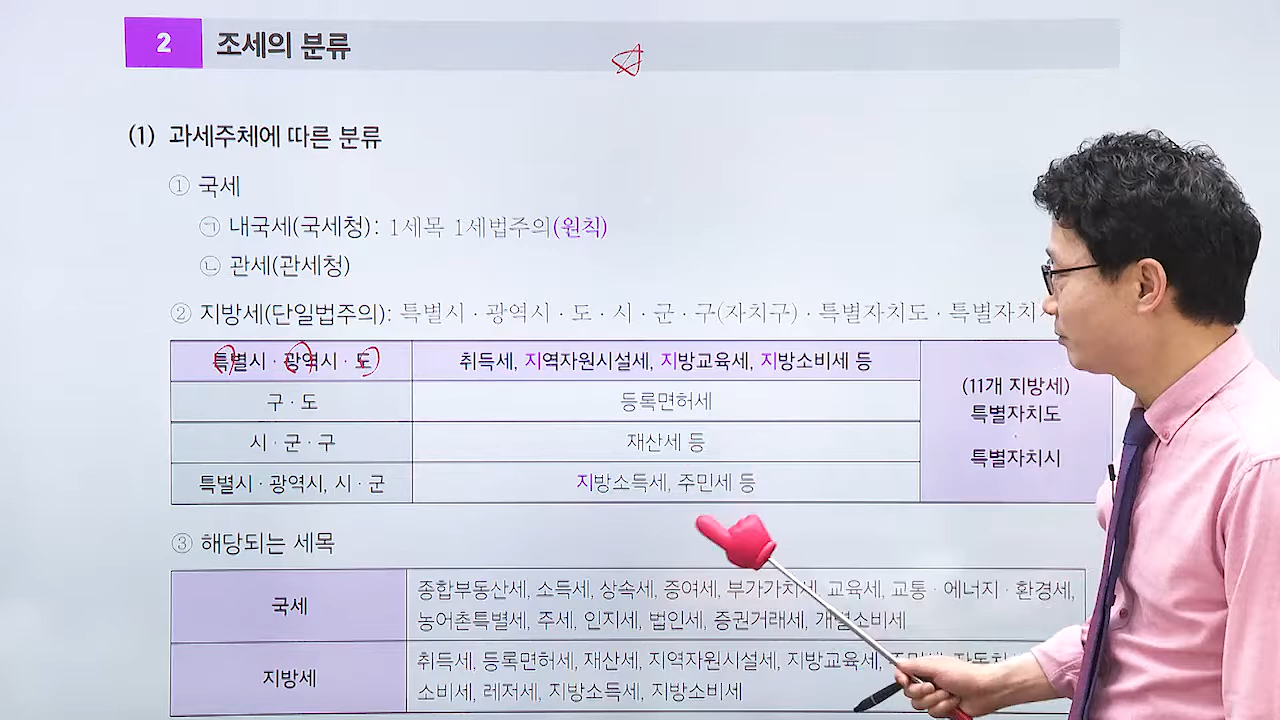 2 조세의 분류
(1) 과세주체에 따른 분류
① 국세
㉠ 내국세(국세청): 1세목 1세법주의(원칙)
㉡ 관세(관세청)
② 지방세(단일법주의): 특별시 · 광역시 · 도 · 시 · 군 · 구(자치구) · 특별자치도 · 특별자치
특별시 · 광역시 · 도
취득세, 지역자원시설세, 지방교육세, 지방소비세 등
구 · 도
등록면허세
시 · 군 · 구
재산세 등
특별시 · 광역시, 시 · 군
지방소득세, 주민세 등
(11개 지방세)
특별자치도
·
특별자치시
③ 해당되는 세목
국세
종합부동산세, 소득세, 상속세, 증여세, 부가가치세, 교육세, 교통 · 에너지 · 환경세,
농어촌특별세, 주세, 인지세, 법인세, 증권거래세, 개별소비세
지방세
취득세, 등록면허세, 재산세, 지역자원시설세, 지방교육세, 주민세,
소비세, 레저세, 지방소득세, 지방소비세